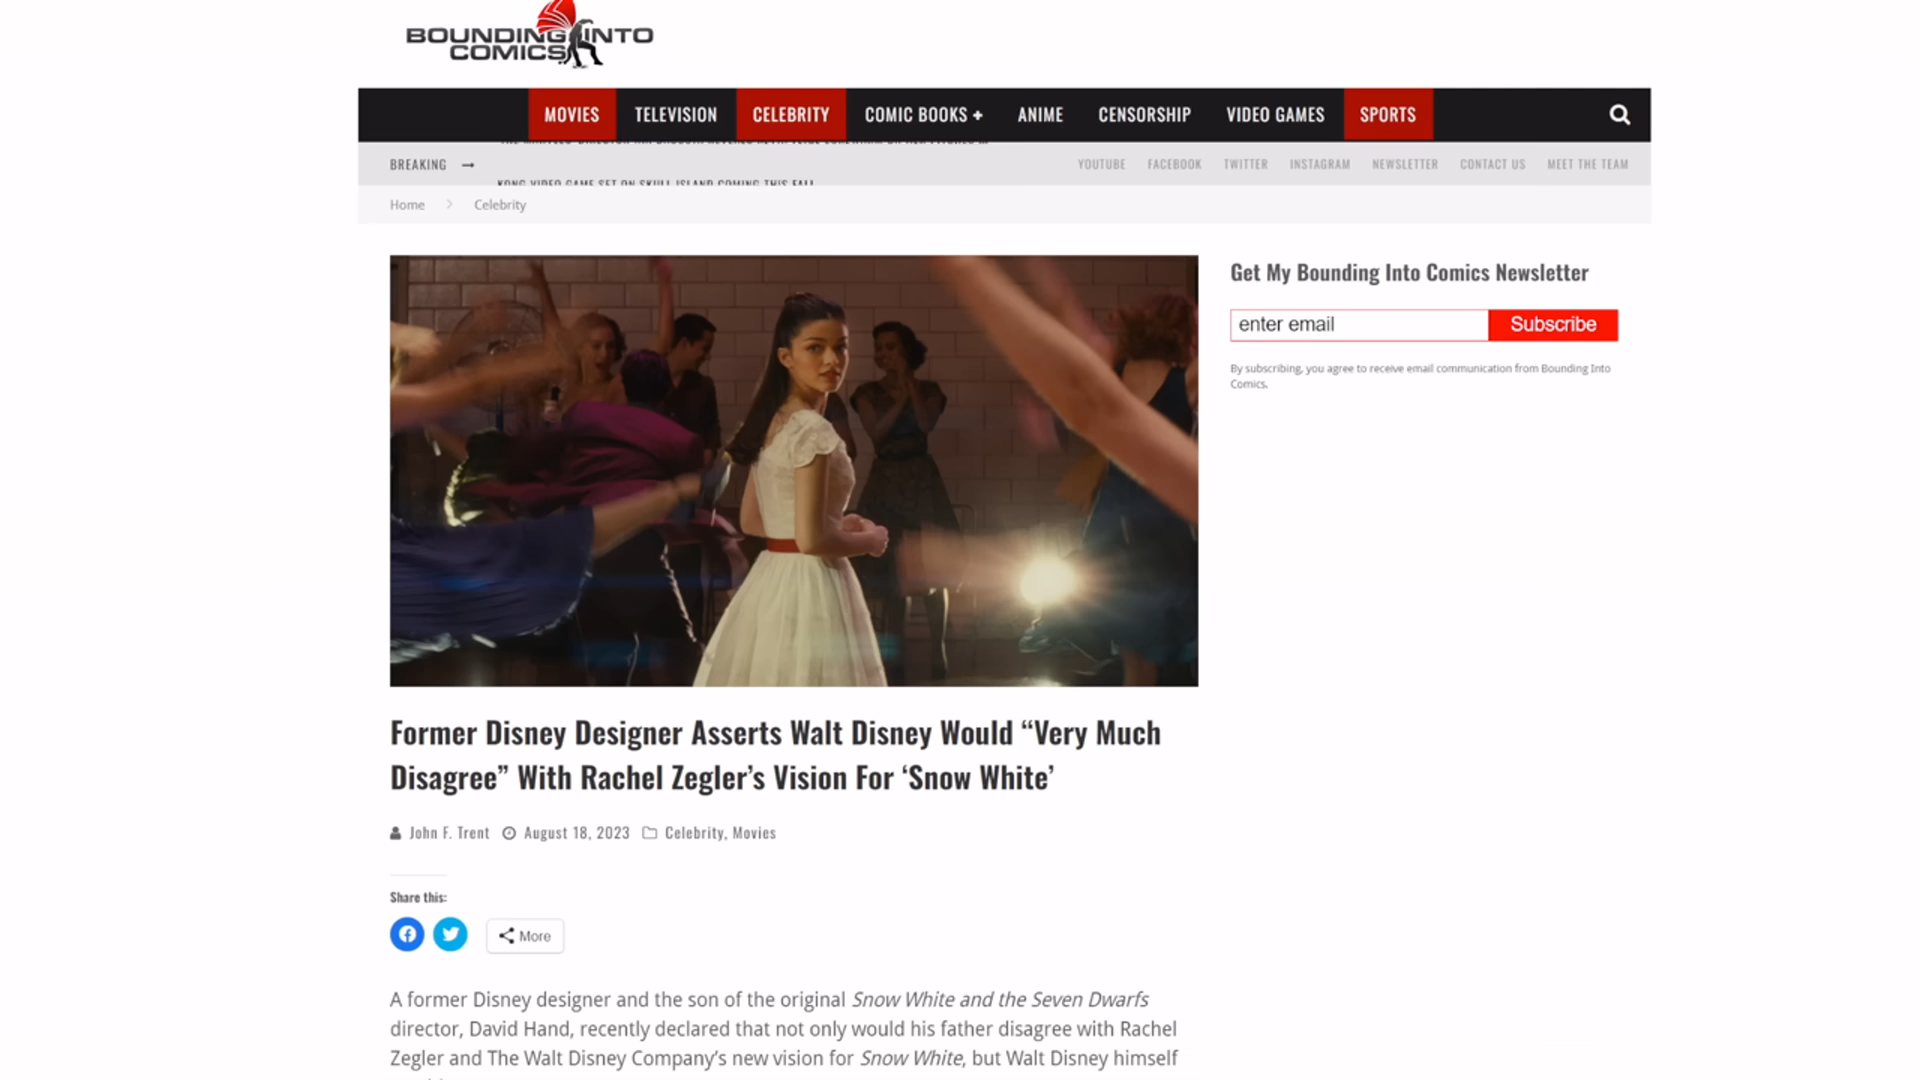 BOUNDING INTO
COMICS
MOVIES TELEVISION CELEBRITY COMIC BOOKS + ANIME CENSORSHIP VIDEO GAMES SPORTS
BREAKING → YOUTUBE FACEBOOK TWITTER INSTAGRAM NEWSLETTER CONTACT US MEET THE TEAM
KONG VIDEO GAME SET ON SKULL ISLAND COMING THIS FALL
Home > Celebrity
Get My Bounding Into Comics Newsletter
enter email Subscribe
By subscribing, you agree to receive email communication from Bounding Into
Comics.
Former Disney Designer Asserts Walt Disney Would “Very Much
Disagree” With Rachel Zegler’s Vision For ‘Snow White’
John F. Trent August 18, 2023 Celebrity, Movies
Share this:
More
A former Disney designer and the son of the original Snow White and the Seven Dwarfs
director, David Hand, recently declared that not only would his father disagree with Rachel
Zegler and The Walt Disney Company’s new vision for Snow White, but Walt Disney himself